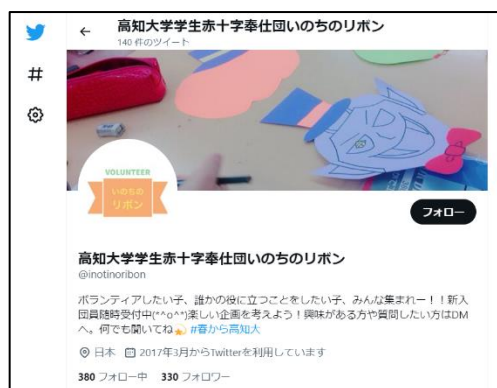 高知大学学生赤十字奉仕団いのちのリボン
140 件のツイート
VOLUNTEER
いのちの
リボン
フォロー
高知大学学生赤十字奉仕団いのちのリボン
@inotinoribon
ボランティアしたい子、誰かの役に立つことをしたい子、みんな集まれー！！新入
団員随時受付中(*^o^*)楽しい企画を考えよう！興味がある方や質問したい方はDM
へ。何でも聞いてね💫 #春から高知大
日本 2017年3月からTwitterを利用しています
380 フォロー中 330 フォロワー